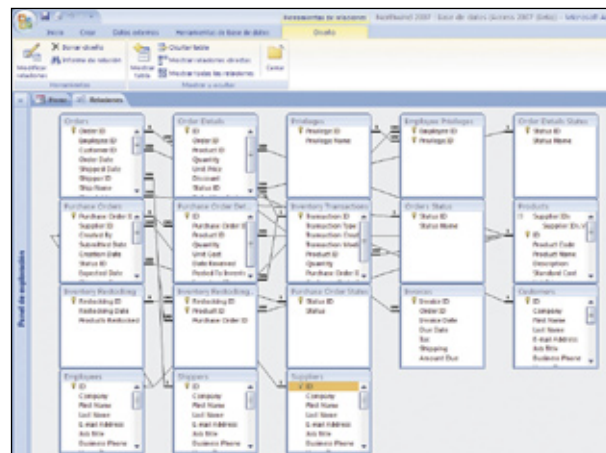 Herramientas de relaciones
Northwind 2007 : Base de datos (Access 2007 (beta) - Microsoft Ac
Inicio Crear Datos externos Herramientas de base de datos Diseño
Modificar relaciones
Borrar diseño
Informe de relación
Herramientas
Mostrar tabla
Ocultar tabla
Mostrar relaciones directas
Mostrar todas las relaciones
Mostrar u ocultar
Cerrar
Relaciones
Panel de exploración
Orders
Order ID
Employee ID
Customer ID
Order Date
Shipped Date
Shipper ID
Ship Name
Order Details
ID
Order ID
Product ID
Quantity
Unit Price
Discount
Status ID
Privileges
Privilege ID
Privilege Name
Employee Privileges
Employee ID
Privilege ID
Order Details Status
Status ID
Status Name
Purchase Orders
Purchase Order I
Supplier ID
Created By
Submitted Date
Creation Date
Status ID
Expected Date
Purchase Order Det...
ID
Purchase Order I
Product ID
Quantity
Unit Cost
Date Received
Posted To Invent
Inventory Transactions
Transaction ID
Transaction Type
Transaction Creat
Transaction Modi
Product ID
Quantity
Purchase Order I
Orders Status
Status ID
Status Name
Products
Supplier IDs
Supplier IDs.V
ID
Product Code
Product Name
Description
Standard Cost
Inventory Restocking
Restocking ID
Restocking Date
Products Restocked
Inventory Restocking...
Restocking ID
Product ID
Purchase Order ID
Purchase Order Status
Status ID
Status
Invoices
Invoice ID
Order ID
Invoice Date
Due Date
Tax
Shipping
Amount Due
Customers
ID
Company
First Name
Last Name
E-mail Address
Job Title
Business Phone
Employees
ID
Company
First Name
Last Name
E-mail Address
Job Title
Business Phone
Shippers
ID
Company
First Name
Last Name
E-mail Address
Job Title
Business Phone
Suppliers
ID
Company
First Name
Last Name
E-mail Address
Job Title
Business Phone